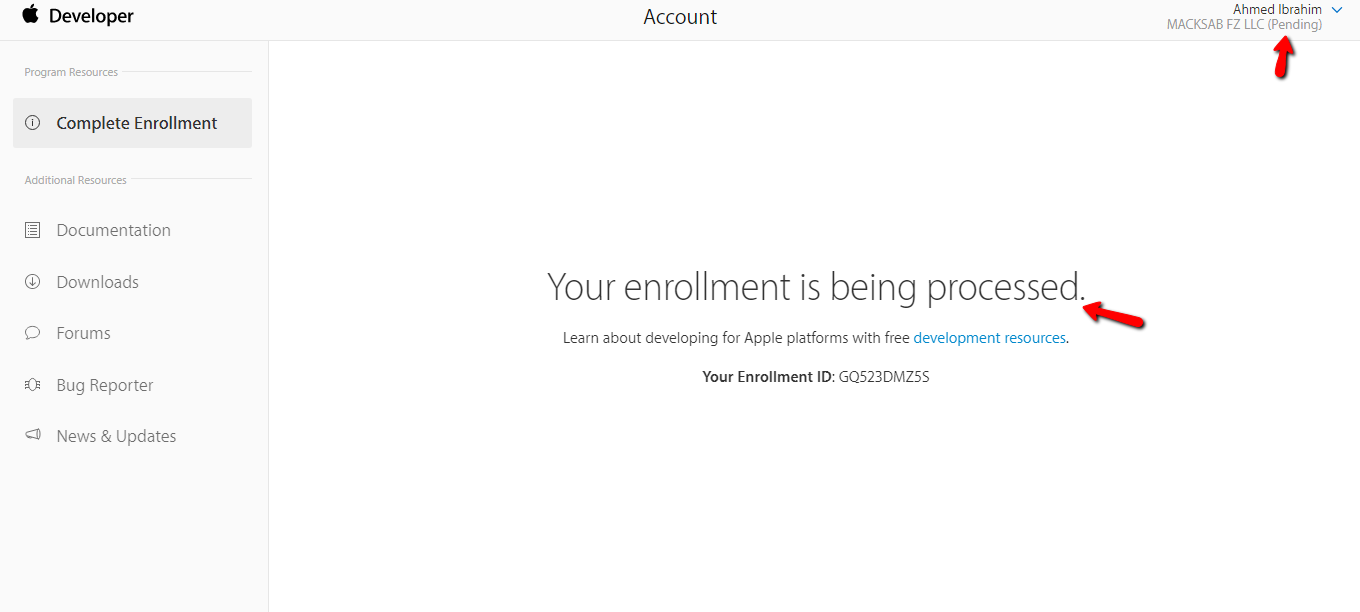 Developer
Account
Ahmed Ibrahim
MACKSAB FZ LLC (Pending)
Program Resources
Complete Enrollment
Additional Resources
Documentation
Downloads
Forums
Bug Reporter
News & Updates
Your enrollment is being processed.
Learn about developing for Apple platforms with free development resources.
Your Enrollment ID: GQ523DMZ5S